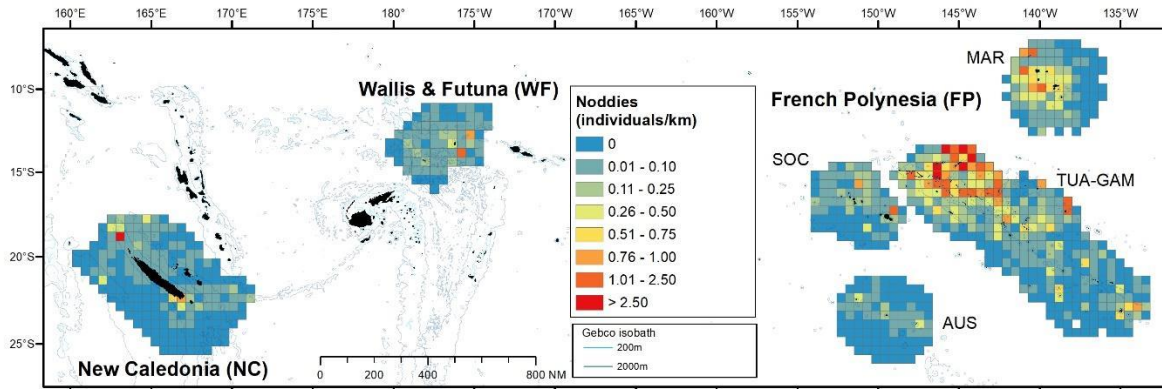 160°E 165°E 170°E 175°E 180° 175°W 170°W 150°W 145°W 140°W 135°W
MAR
Wallis & Futuna (WF)
French Polynesia (FP)
10°S
Noddies
(individuals/km)
0
0.01 - 0.10
0.11 - 0.25
0.26 - 0.50
0.51 - 0.75
0.76 - 1.00
1.01 - 2.50
> 2.50
SOC
TUA-GAM
15°S
20°S
25°S
Gebco isobath
200m
2000m
AUS
New Caledonia (NC)
0 200 400 800 NM